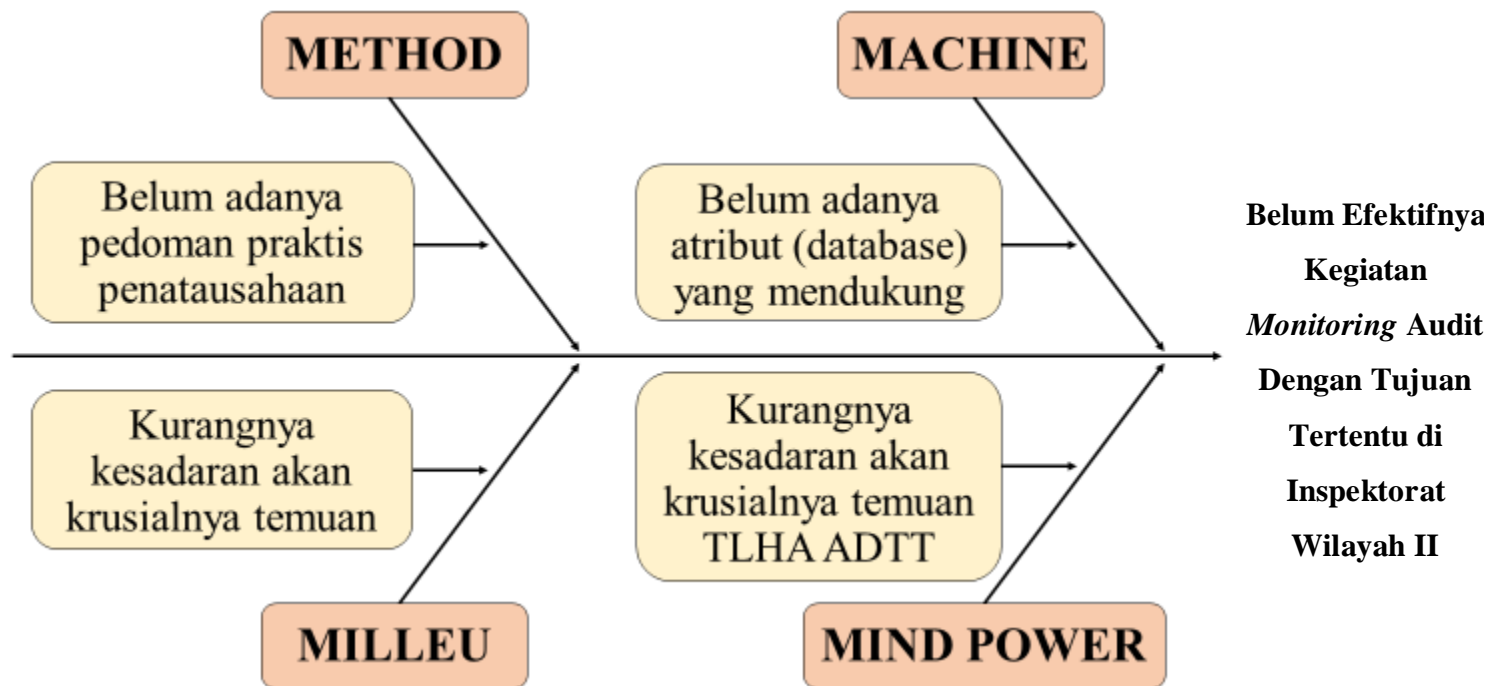 METHOD
MACHINE
Belum adanya
pedoman praktis
penatausahaan
Belum adanya
atribut (database)
yang mendukung
Kurangnya
kesadaran akan
krusialnya temuan
Kurangnya
kesadaran akan
krusialnya temuan
TLHA ADTT
MILLEU
MIND POWER
Belum Efektifnya
Kegiatan
Monitoring Audit
Dengan Tujuan
Tertentu di
Inspektorat
Wilayah II